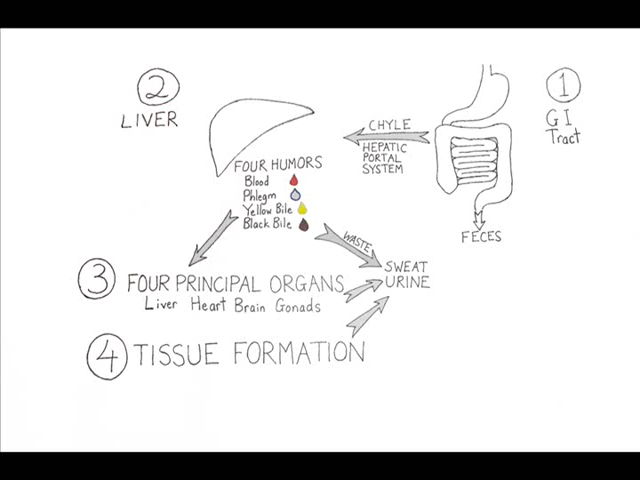 2
LIVER
1
GI
Tract
CHYLE
HEPATIC
PORTAL
SYSTEM
FOUR HUMORS
Blood
Phlegm
Yellow Bile
Black Bile
WASTE
FECES
SWEAT
URINE
3 FOUR PRINCIPAL ORGANS
Liver Heart Brain Gonads
4 TISSUE FORMATION